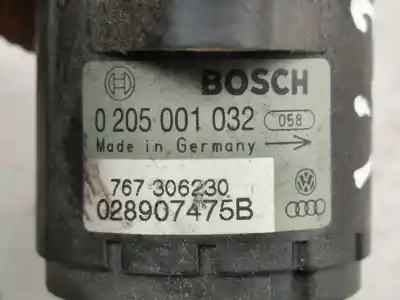 BOSCH
0 205 001 032 058
Made in Germany
767 306230
028907475B